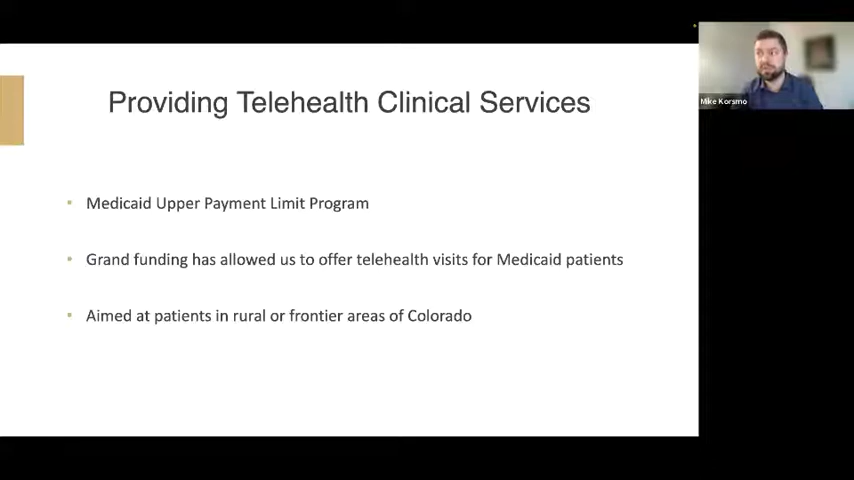 Providing Telehealth Clinical Services
Medicaid Upper Payment Limit Program
Grand funding has allowed us to offer telehealth visits for Medicaid patients
Aimed at patients in rural or frontier areas of Colorado
Mike Korsmo